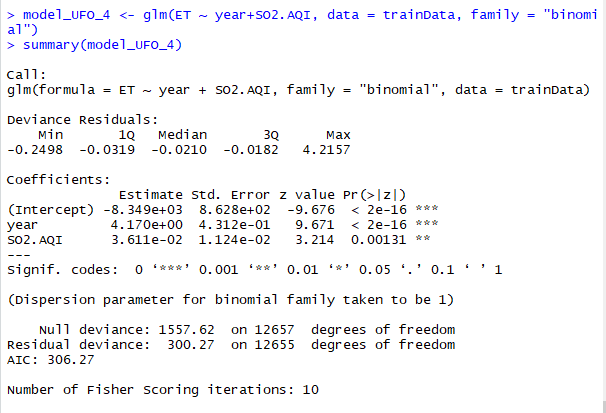 > model_UFO_4 <- glm(ET ~ year+SO2.AQI, data = trainData, family = "binomi
al")
> summary(model_UFO_4)
Call:
glm(formula = ET ~ year + SO2.AQI, family = "binomial", data = trainData)
Deviance Residuals:
Min 1Q Median 3Q Max
-0.2498 -0.0319 -0.0210 -0.0182 4.2157
Coefficients:
Estimate Std. Error z value Pr(>|z|)
(Intercept) -8.349e+03 8.628e+02 -9.676 < 2e-16 ***
year 4.170e+00 4.312e-01 9.671 < 2e-16 ***
SO2.AQI 3.611e-02 1.124e-02 3.214 0.00131 **
---
Signif. codes: 0 ‘***’ 0.001 ‘**’ 0.01 ‘*’ 0.05 ‘.’ 0.1 ‘ ’ 1
(Dispersion parameter for binomial family taken to be 1)
Null deviance: 1557.62 on 12657 degrees of freedom
Residual deviance: 300.27 on 12655 degrees of freedom
AIC: 306.27
Number of Fisher Scoring iterations: 10